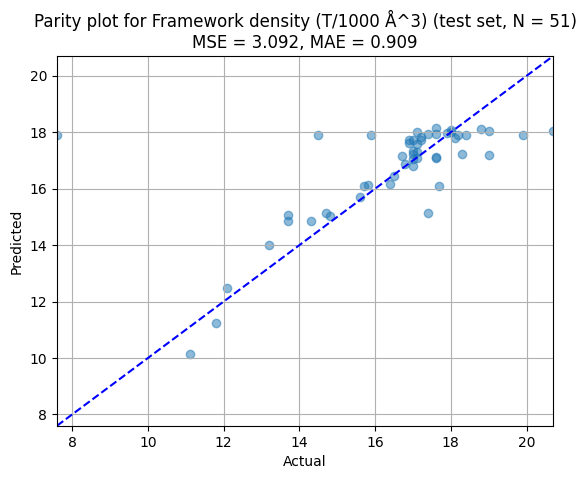 Parity plot for Framework density (T/1000 Å^3) (test set, N = 51)
MSE = 3.092, MAE = 0.909
20
18
16
14
12
10
8
Predicted
8 10 12 14 16 18 20
Actual